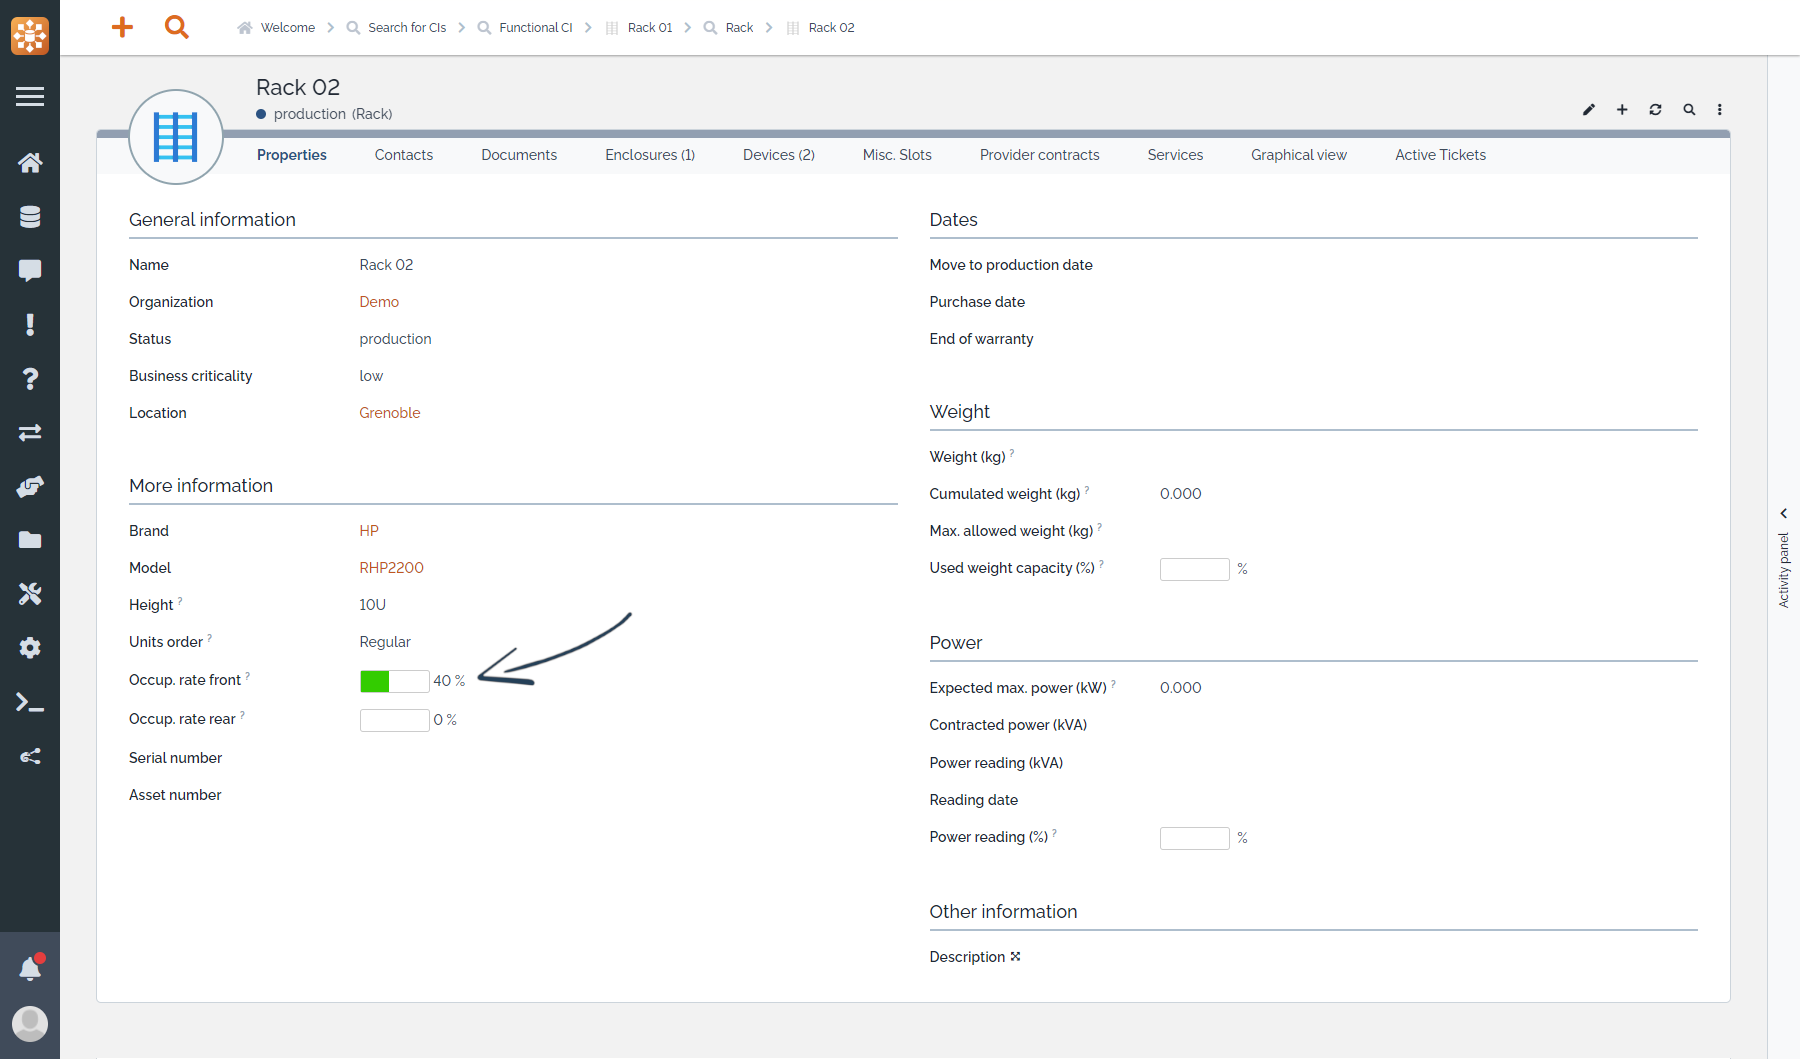 Welcome Search for CIs Functional CI Rack 01 Rack Rack 02
Rack 02
production (Rack)
Properties Contacts Documents Enclosures (1) Devices (2) Misc. Slots Provider contracts Services Graphical view Active Tickets
General information
Name Rack 02
Organization Demo
Status production
Business criticality low
Location Grenoble
More information
Brand HP
Model RHP2200
Height ? 10U
Units order ? Regular
Occup. rate front ? 40 %
Occup. rate rear ? 0 %
Serial number
Asset number
Dates
Move to production date
Purchase date
End of warranty
Weight
Weight (kg) ?
Cumulated weight (kg) ? 0.000
Max. allowed weight (kg) ?
Used weight capacity (%) ? %
Power
Expected max. power (kW) ? 0.000
Contracted power (kVA)
Power reading (kVA)
Reading date
Power reading (%) ? %
Other information
Description
Activity panel